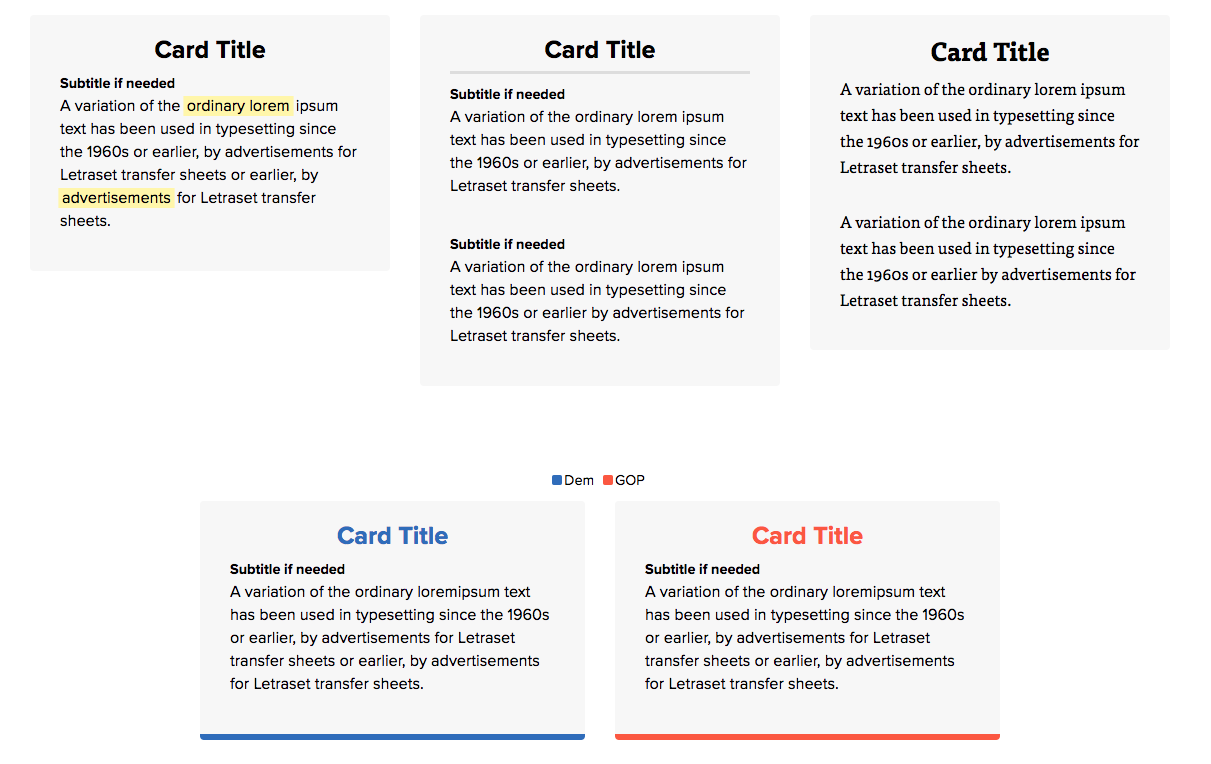 Card Title
Subtitle if needed
A variation of the ordinary lorem ipsum
text has been used in typesetting since
the 1960s or earlier, by advertisements for
Letraset transfer sheets or earlier, by
advertisements for Letraset transfer
sheets.
Card Title
Subtitle if needed
A variation of the ordinary lorem ipsum
text has been used in typesetting since
the 1960s or earlier, by advertisements for
Letraset transfer sheets.
Subtitle if needed
A variation of the ordinary lorem ipsum
text has been used in typesetting since
the 1960s or earlier by advertisements for
Letraset transfer sheets.
Card Title
A variation of the ordinary lorem ipsum
text has been used in typesetting since
the 1960s or earlier, by advertisements for
Letraset transfer sheets.
A variation of the ordinary lorem ipsum
text has been used in typesetting since
the 1960s or earlier by advertisements for
Letraset transfer sheets.
Dem GOP
Card Title
Subtitle if needed
A variation of the ordinary loremipsum text
has been used in typesetting since the 1960s
or earlier, by advertisements for Letraset
transfer sheets or earlier, by advertisements
for Letraset transfer sheets.
Card Title
Subtitle if needed
A variation of the ordinary loremipsum text
has been used in typesetting since the 1960s
or earlier, by advertisements for Letraset
transfer sheets or earlier, by advertisements
for Letraset transfer sheets.